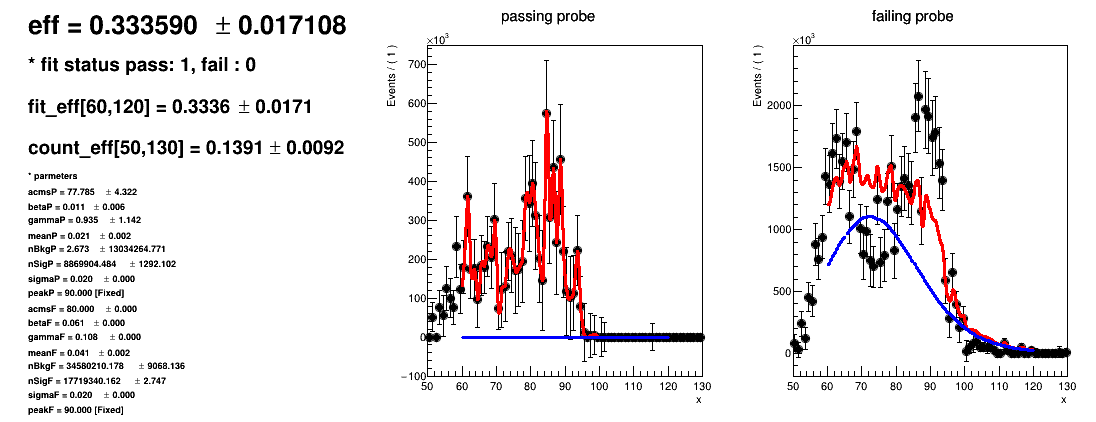 eff = 0.333590 ± 0.017108
* fit status pass: 1, fail : 0
fit_eff[60,120] = 0.3336 ± 0.0171
count_eff[50,130] = 0.1391 ± 0.0092
* parmeters
acmsP = 77.785 ± 4.322
betaP = 0.011 ± 0.006
gammaP = 0.935 ± 1.142
meanP = 0.021 ± 0.002
nBkgP = 2.673 ± 13034264.771
nSigP = 8869904.484 ± 1292.102
sigmaP = 0.020 ± 0.000
peakP = 90.000 [Fixed]
acmsF = 80.000 ± 0.000
betaF = 0.061 ± 0.000
gammaF = 0.108 ± 0.000
meanF = 0.041 ± 0.002
nBkgF = 34580210.178 ± 9068.136
nSigF = 17719340.162 ± 2.747
sigmaF = 0.020 ± 0.000
peakF = 90.000 [Fixed]
passing probe
×10³
Events / ( 1 )
700
600
500
400
300
200
100
0
−100
50 60 70 80 90 100 110 120 130
x
failing probe
×10³
Events / ( 1 )
2000
1500
1000
500
0
50 60 70 80 90 100 110 120 130
x